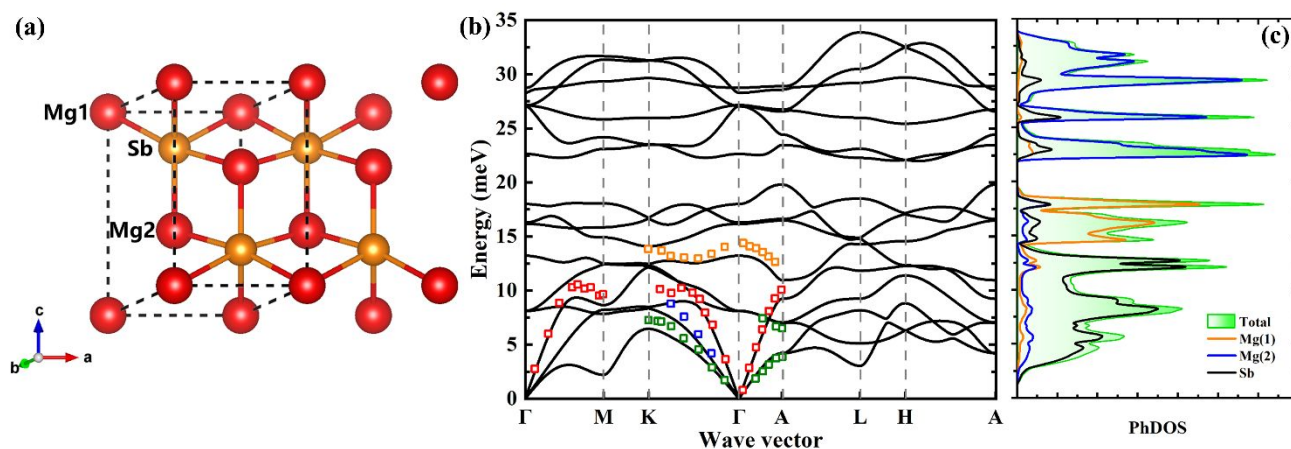 (a)
Mg1
Sb
Mg2
c
b
a
(b)
Energy (meV)
35
30
25
20
15
10
5
0
Γ M K Γ A L H A
Wave vector
(c)
Total
Mg(1)
Mg(2)
Sb
PhDOS